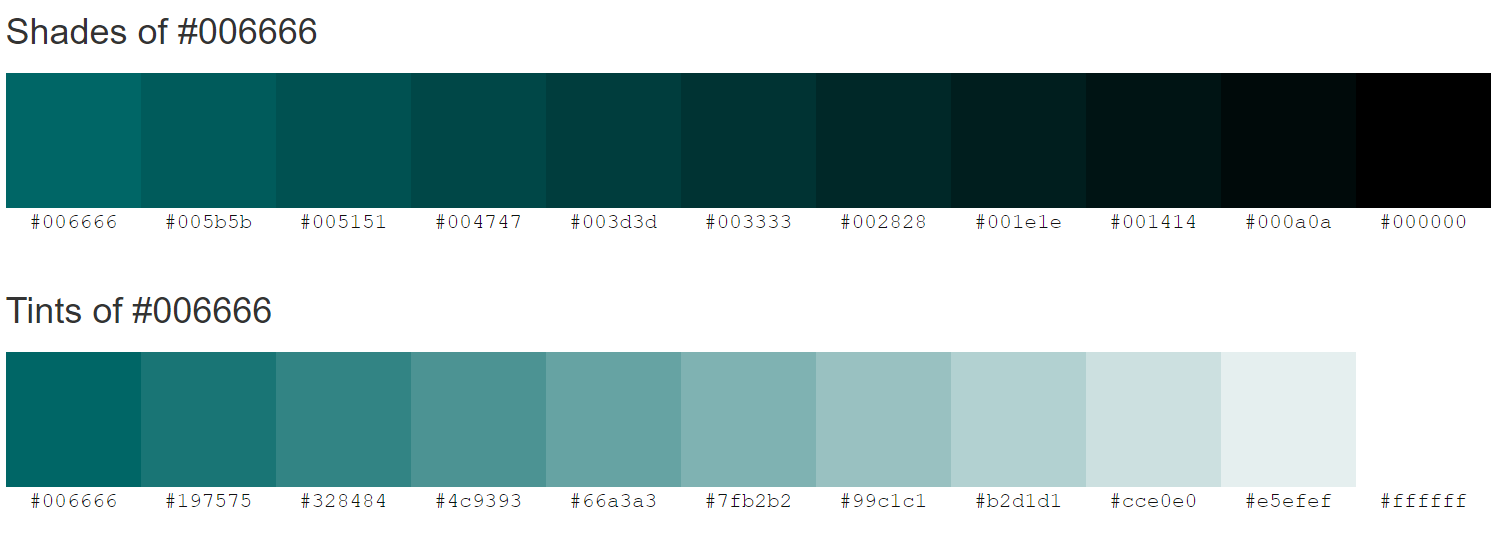 Shades of #006666
#006666 #005b5b #005151 #004747 #003d3d #003333 #002828 #001e1e #001414 #000a0a #000000
Tints of #006666
#006666 #197575 #328484 #4c9393 #66a3a3 #7fb2b2 #99c1c1 #b2d1d1 #cce0e0 #e5efef #ffffff